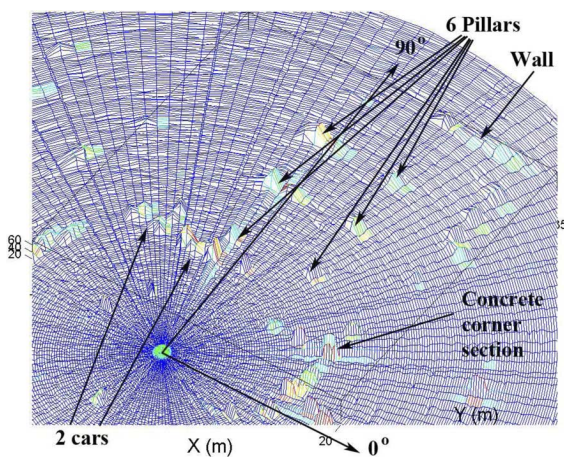 6 Pillars
90°
Wall
60
40
20
Concrete
corner
section
Y (m)
2 cars
X (m)
20
0°